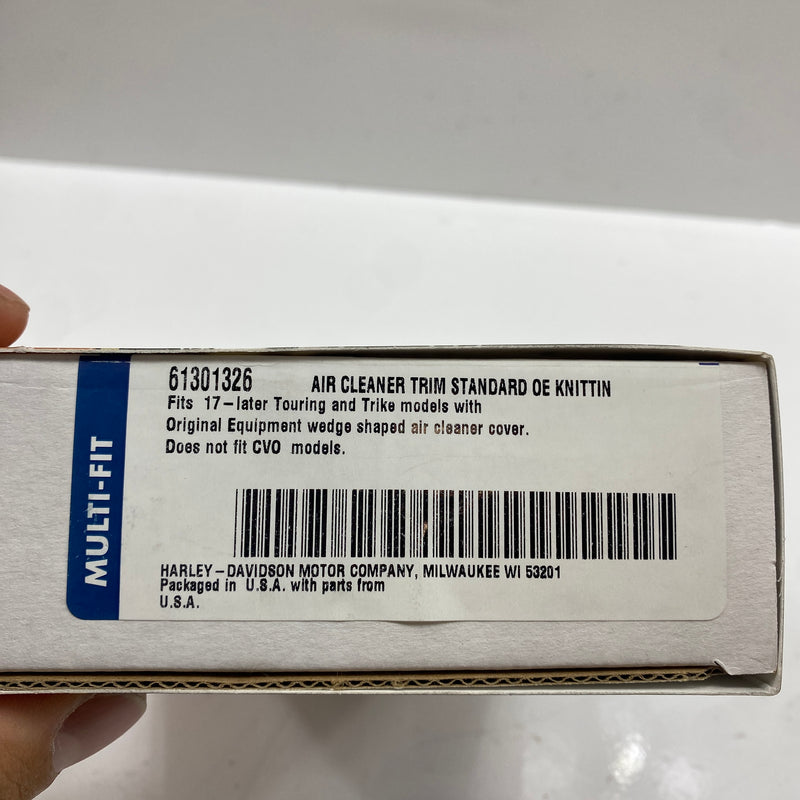 MULTI-FIT
61301326 AIR CLEANER TRIM STANDARD OE KNITTIN
Fits 17-later Touring and Trike models with
Original Equipment wedge shaped air cleaner cover.
Does not fit CVO models.
HARLEY-DAVIDSON MOTOR COMPANY, MILWAUKEE WI 53201
Packaged in U.S.A. with parts from
U.S.A.